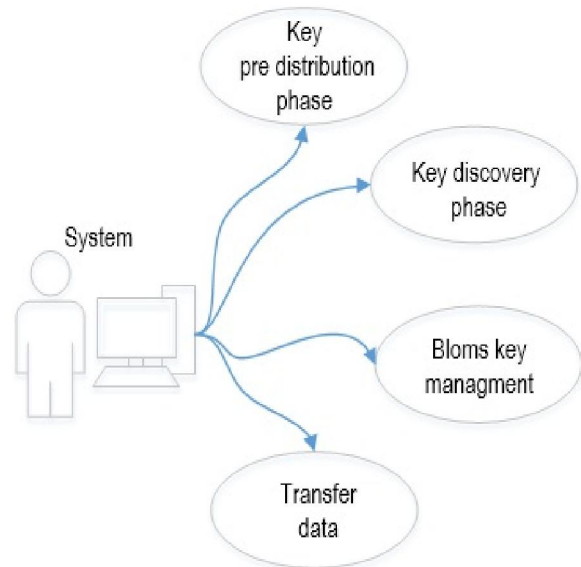 Key
pre distribution
phase
Key discovery
phase
System
Bloms key
managment
Transfer
data